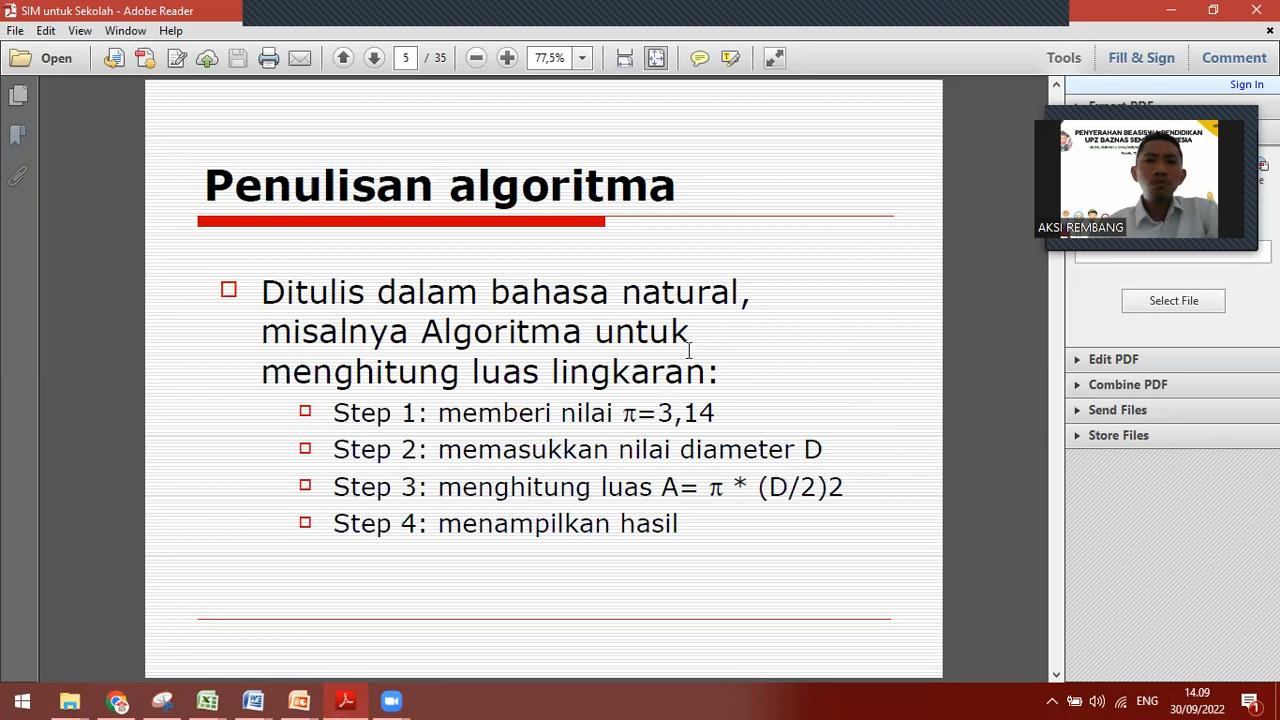 SIM untuk Sekolah - Adobe Reader
File Edit View Window Help
Open 5 / 35 77,5% Tools Fill & Sign Comment
Sign In
Export PDF
PENYERAHAN BEASISWA PENDIDIKAN
UPZ BAZNAS SEMEN INDONESIA
AKSI REMBANG
Select File
Edit PDF
Combine PDF
Send Files
Store Files
Penulisan algoritma
Ditulis dalam bahasa natural,
misalnya Algoritma untuk
menghitung luas lingkaran:
Step 1: memberi nilai π=3,14
Step 2: memasukkan nilai diameter D
Step 3: menghitung luas A= π * (D/2)2
Step 4: menampilkan hasil
ENG
14.09
30/09/2022
1